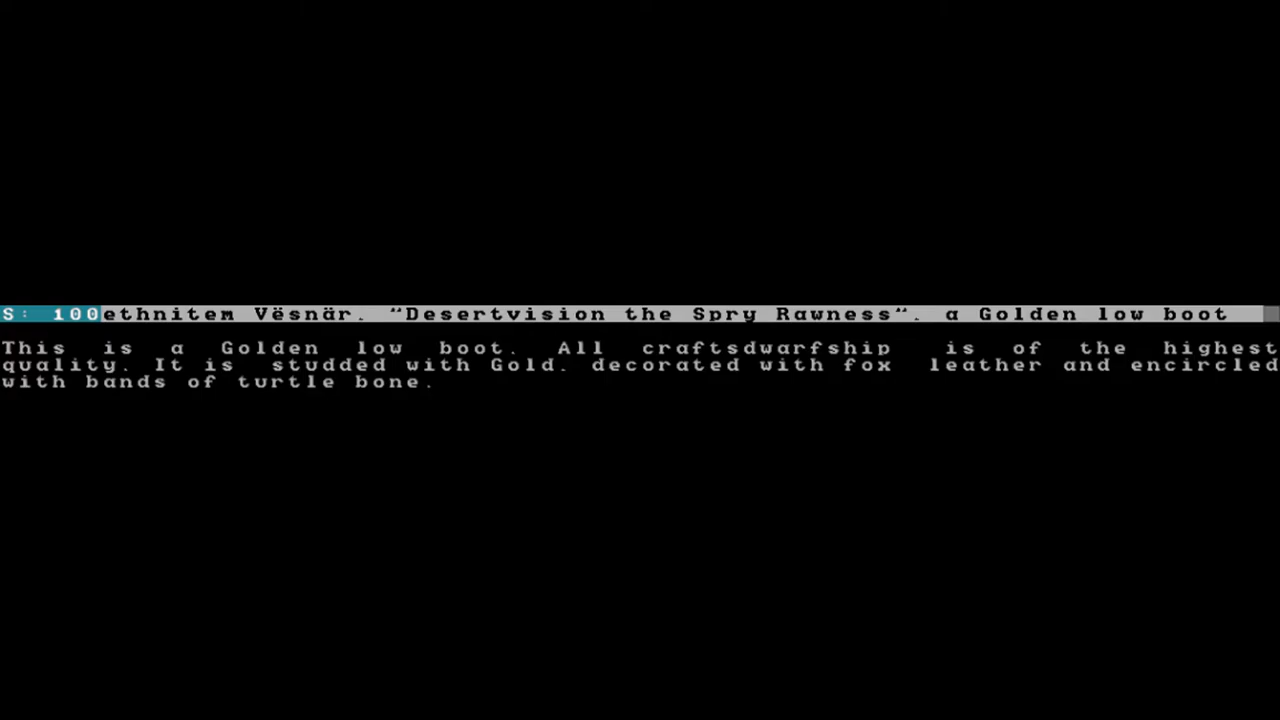 S: 100ethnitem Vësnär. "Desertvision the Spry Rawness". a Golden low boot
This is a Golden low boot. All craftsdwarfship is of the highest
quality. It is studded with Gold. decorated with fox leather and encircled
with bands of turtle bone.